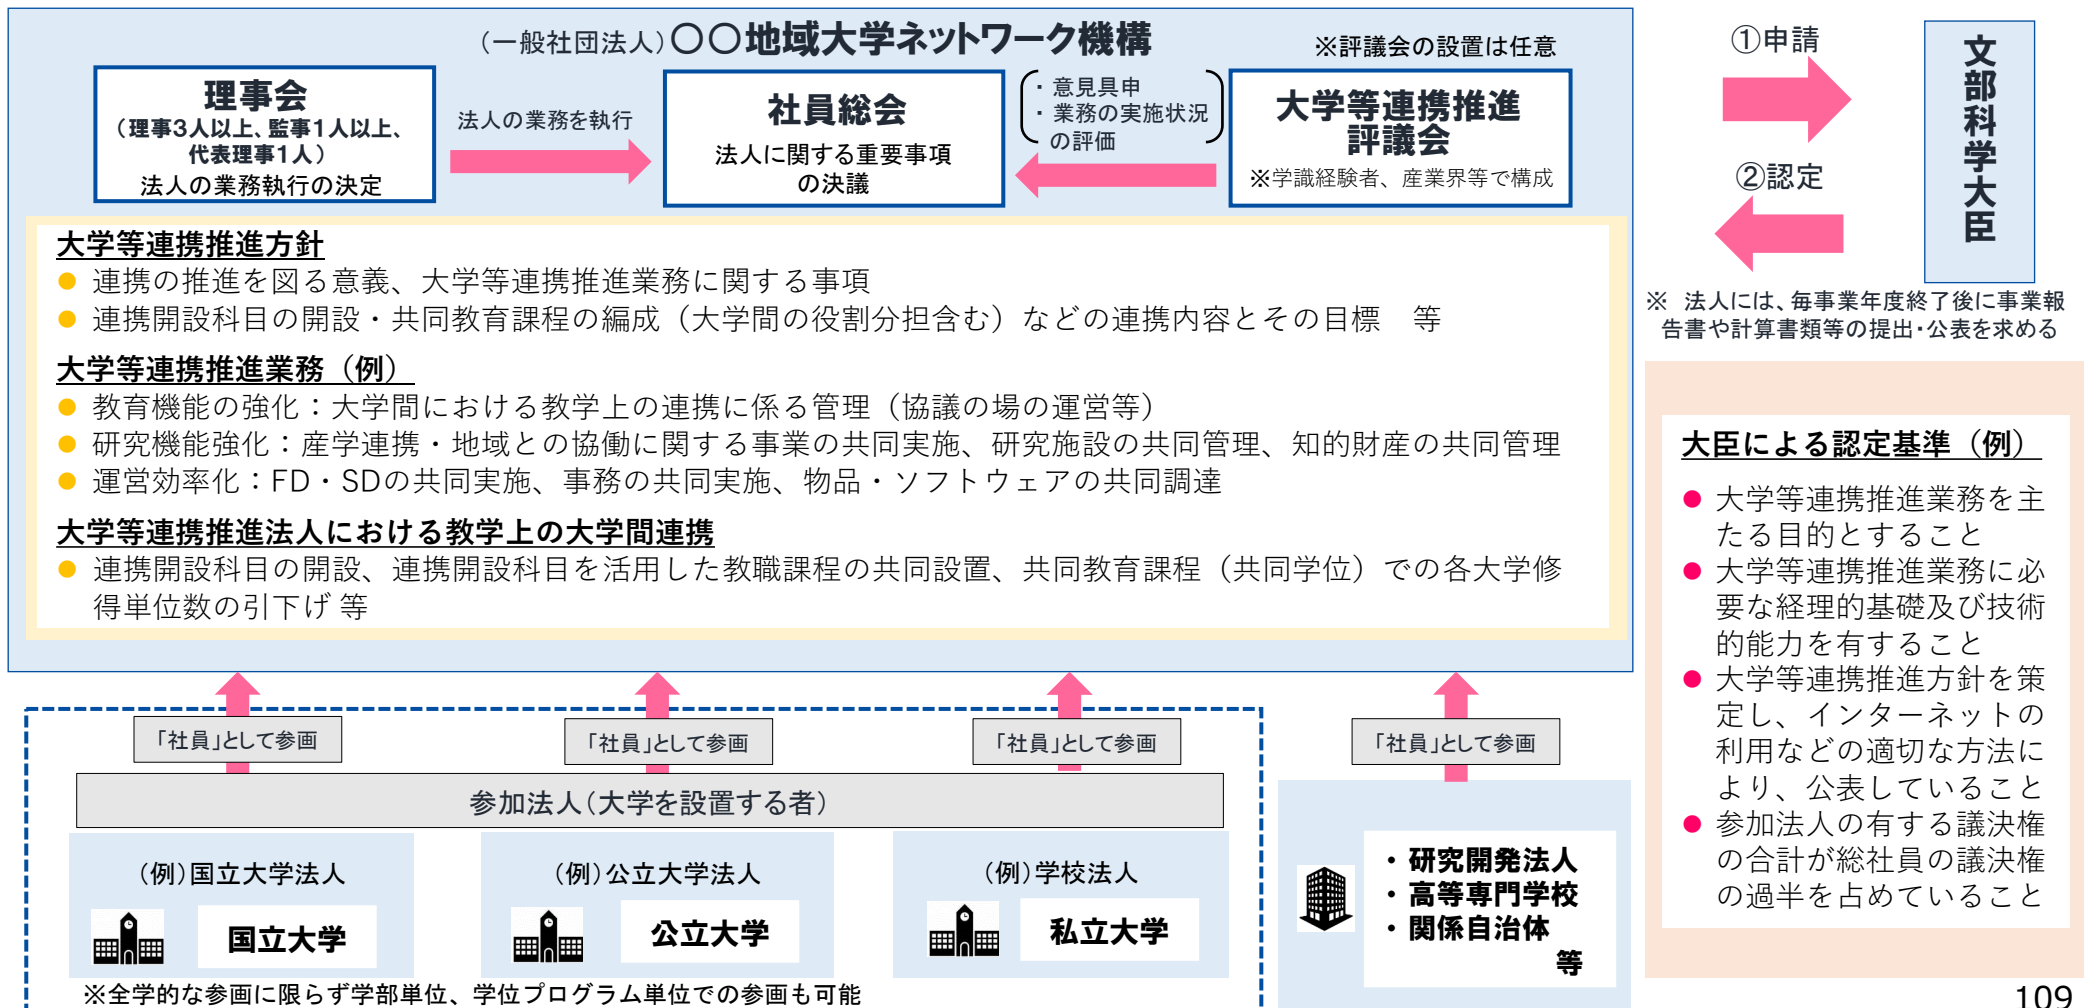 （一般社団法人）〇〇地域大学ネットワーク機構
※評議会の設置は任意
理事会
（理事３人以上、監事１人以上、
代表理事１人）
法人の業務執行の決定
法人の業務を執行
社員総会
法人に関する重要事項
の決議
・ 意見具申
・ 業務の実施状況
の評価
大学等連携推進
評議会
※学識経験者、産業界等で構成
①申請
②認定
文部科学大臣
※ 法人には、毎事業年度終了後に事業報
告書や計算書類等の提出・公表を求める
大学等連携推進方針
● 連携の推進を図る意義、大学等連携推進業務に関する事項
● 連携開設科目の開設・共同教育課程の編成（大学間の役割分担含む）などの連携内容とその目標　等
大学等連携推進業務（例）
● 教育機能の強化：大学間における教学上の連携に係る管理（協議の場の運営等）
● 研究機能強化：産学連携・地域との協働に関する事業の共同実施、研究施設の共同管理、知的財産の共同管理
● 運営効率化：FD・SDの共同実施、事務の共同実施、物品・ソフトウェアの共同調達
大学等連携推進法人における教学上の大学間連携
● 連携開設科目の開設、連携開設科目を活用した教職課程の共同設置、共同教育課程（共同学位）での各大学修
得単位数の引下げ 等
大臣による認定基準（例）
● 大学等連携推進業務を主
たる目的とすること
● 大学等連携推進業務に必
要な経理的基礎及び技術
的能力を有すること
● 大学等連携推進方針を策
定し、インターネットの
利用などの適切な方法に
より、公表していること
● 参加法人の有する議決権
の合計が総社員の議決権
の過半を占めていること
「社員」として参画
「社員」として参画
「社員」として参画
「社員」として参画
参加法人（大学を設置する者）
（例）国立大学法人
国立大学
（例）公立大学法人
公立大学
（例）学校法人
私立大学
・ 研究開発法人
・ 高等専門学校
・ 関係自治体
等
※全学的な参画に限らず学部単位、学位プログラム単位での参画も可能
109